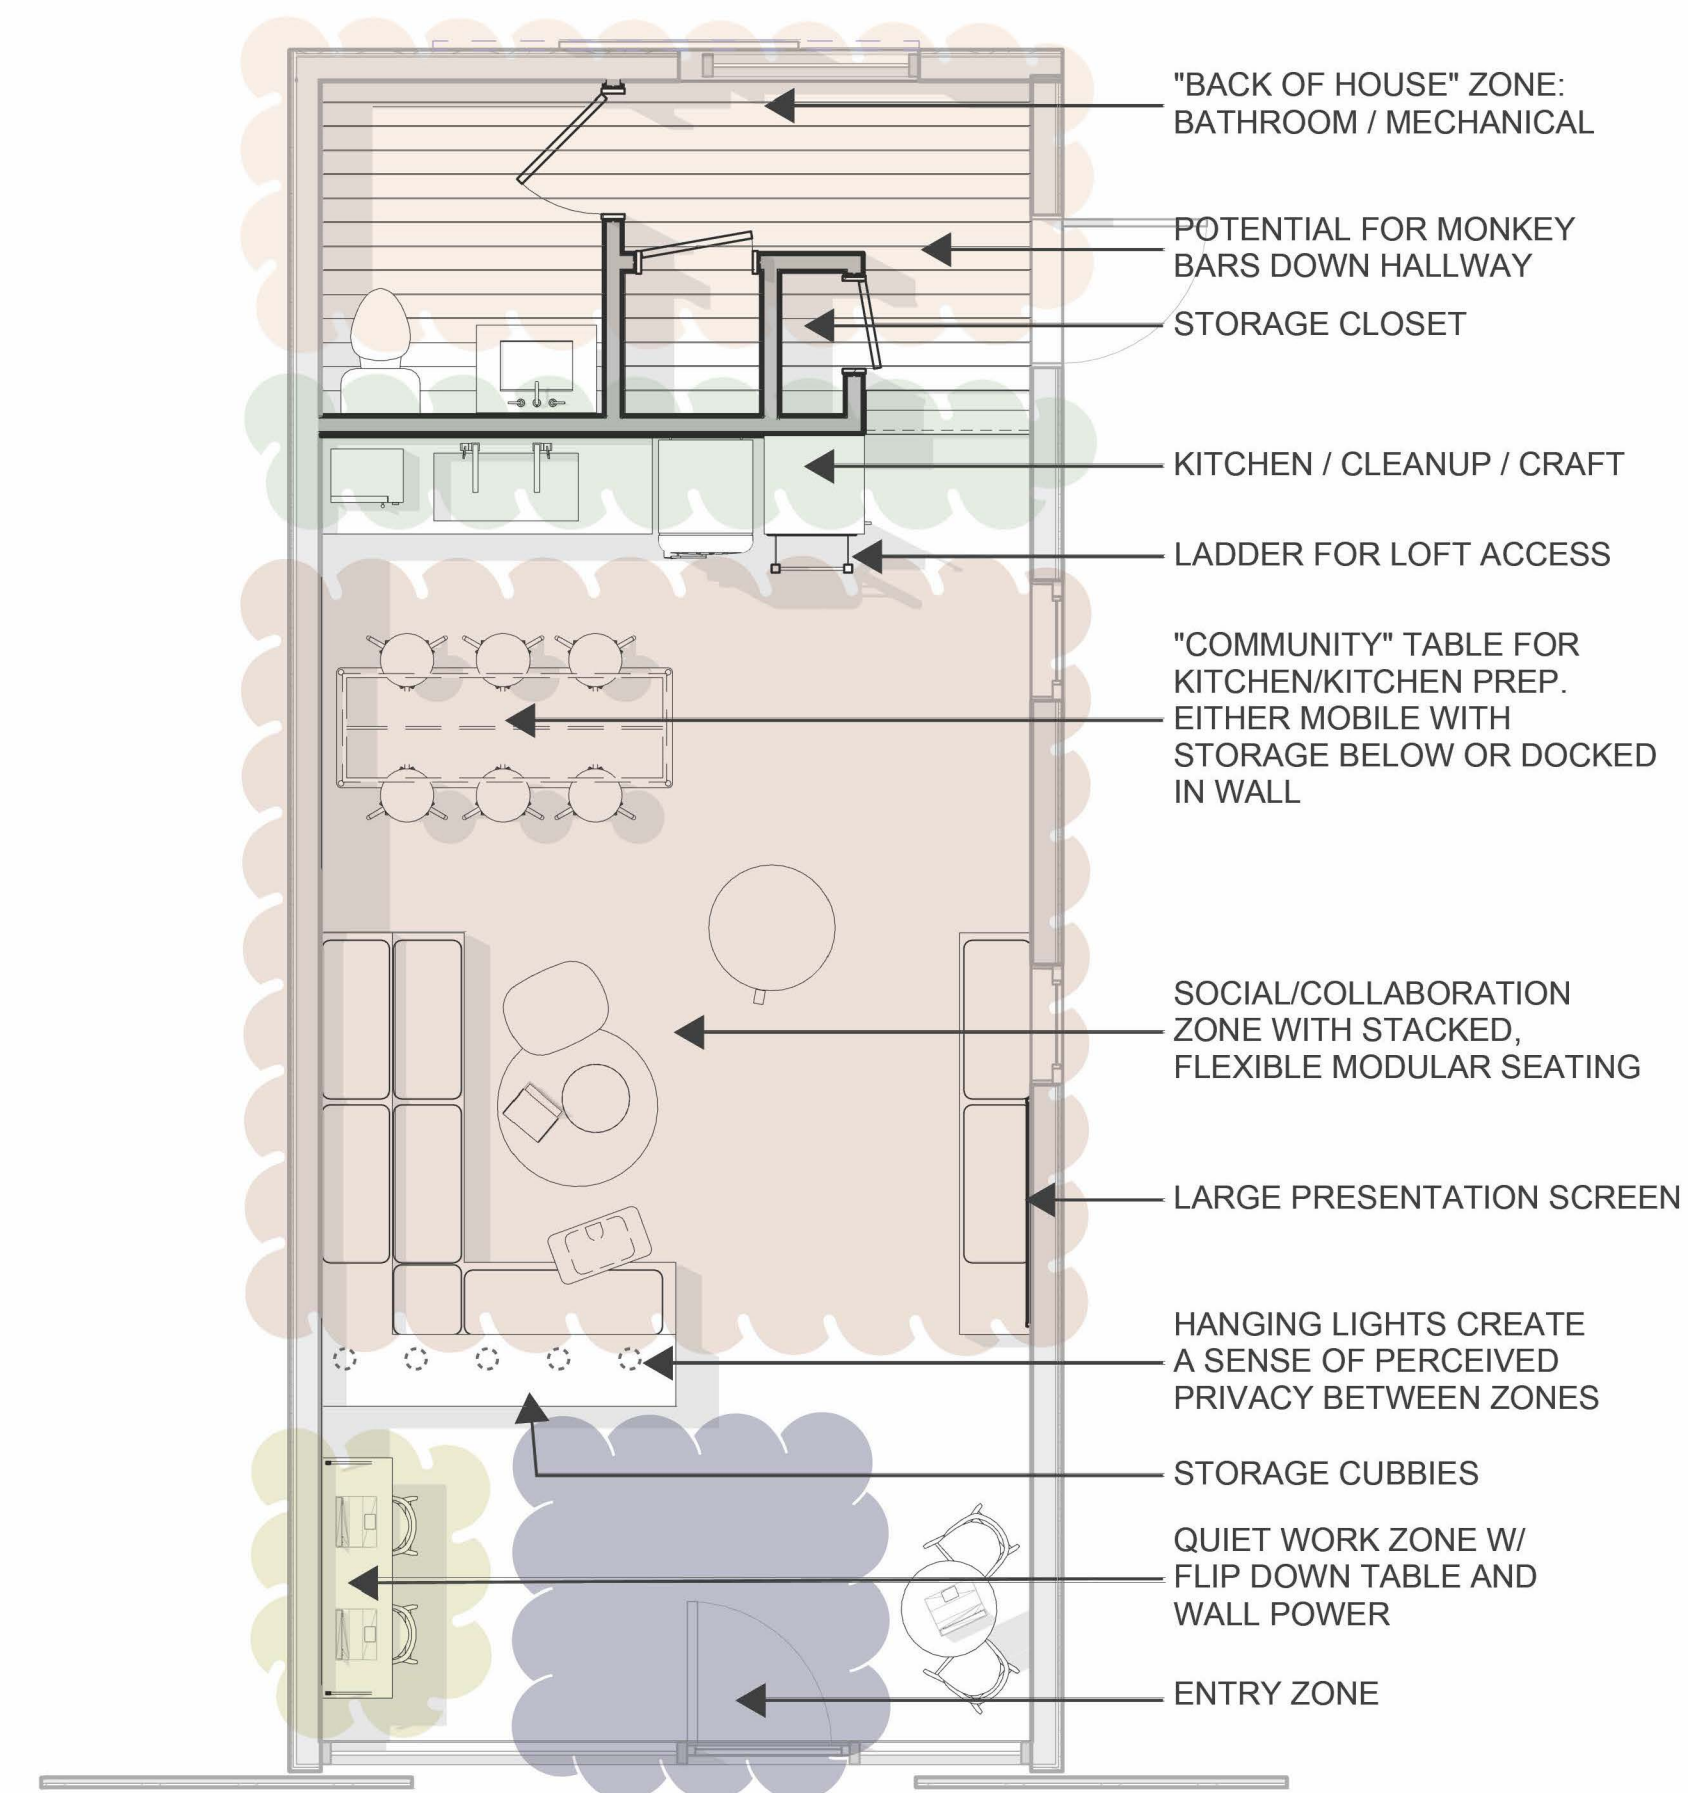 "BACK OF HOUSE" ZONE:
BATHROOM / MECHANICAL
POTENTIAL FOR MONKEY
BARS DOWN HALLWAY
STORAGE CLOSET
KITCHEN / CLEANUP / CRAFT
LADDER FOR LOFT ACCESS
"COMMUNITY" TABLE FOR
KITCHEN/KITCHEN PREP.
EITHER MOBILE WITH
STORAGE BELOW OR DOCKED
IN WALL
SOCIAL/COLLABORATION
ZONE WITH STACKED,
FLEXIBLE MODULAR SEATING
LARGE PRESENTATION SCREEN
HANGING LIGHTS CREATE
A SENSE OF PERCEIVED
PRIVACY BETWEEN ZONES
STORAGE CUBBIES
QUIET WORK ZONE W/
FLIP DOWN TABLE AND
WALL POWER
ENTRY ZONE